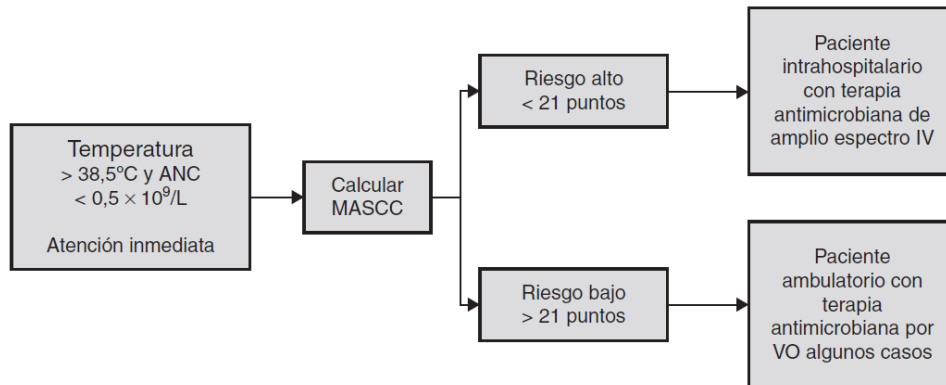 Temperatura
> 38,5ºC y ANC
< 0,5 × 10⁹/L
Atención inmediata
Calcular
MASCC
Riesgo alto
< 21 puntos
Paciente
intrahospitalario
con terapia
antimicrobiana de
amplio espectro IV
Riesgo bajo
> 21 puntos
Paciente
ambulatorio con
terapia
antimicrobiana por
VO algunos casos